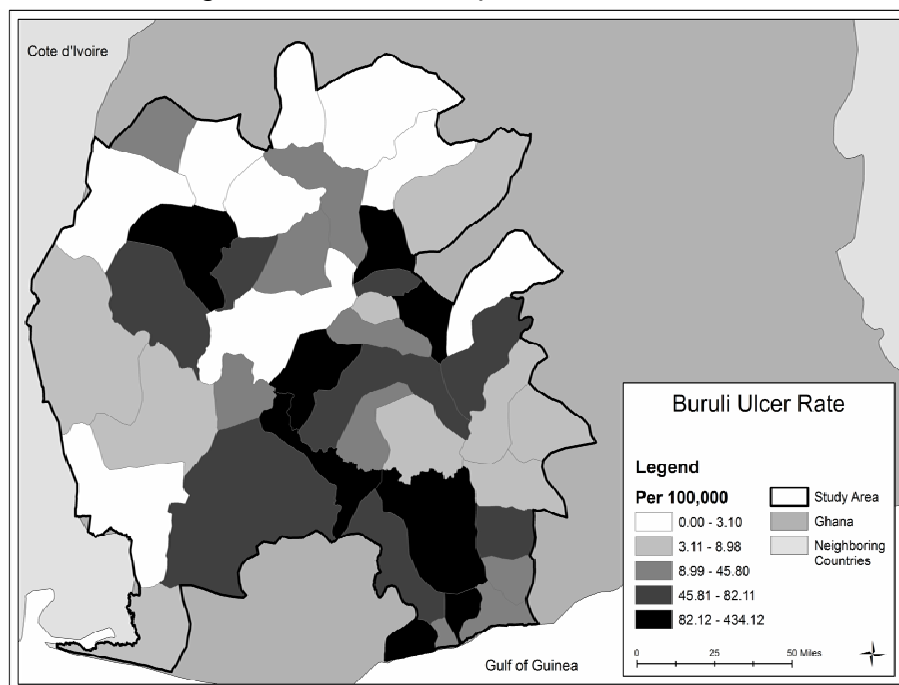 Cote d'Ivoire
Buruli Ulcer Rate
Legend
Per 100,000
0.00 - 3.10
3.11 - 8.98
8.99 - 45.80
45.81 - 82.11
82.12 - 434.12
Study Area
Ghana
Neighboring
Countries
0 25 50 Miles
Gulf of Guinea